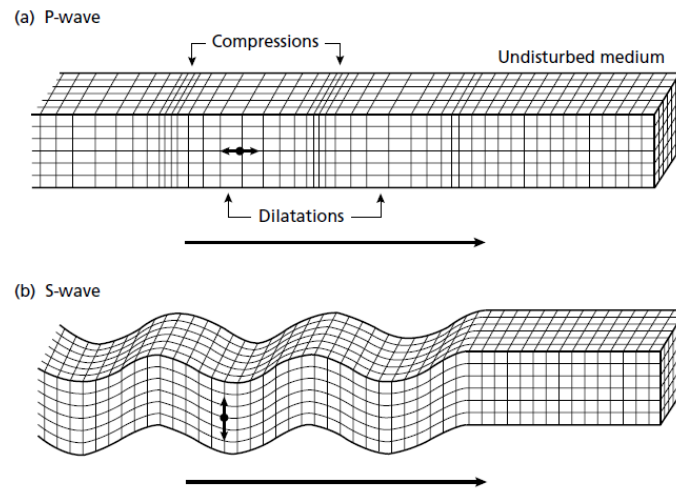 (a) P-wave
Compressions
Undisturbed medium
Dilatations
(b) S-wave